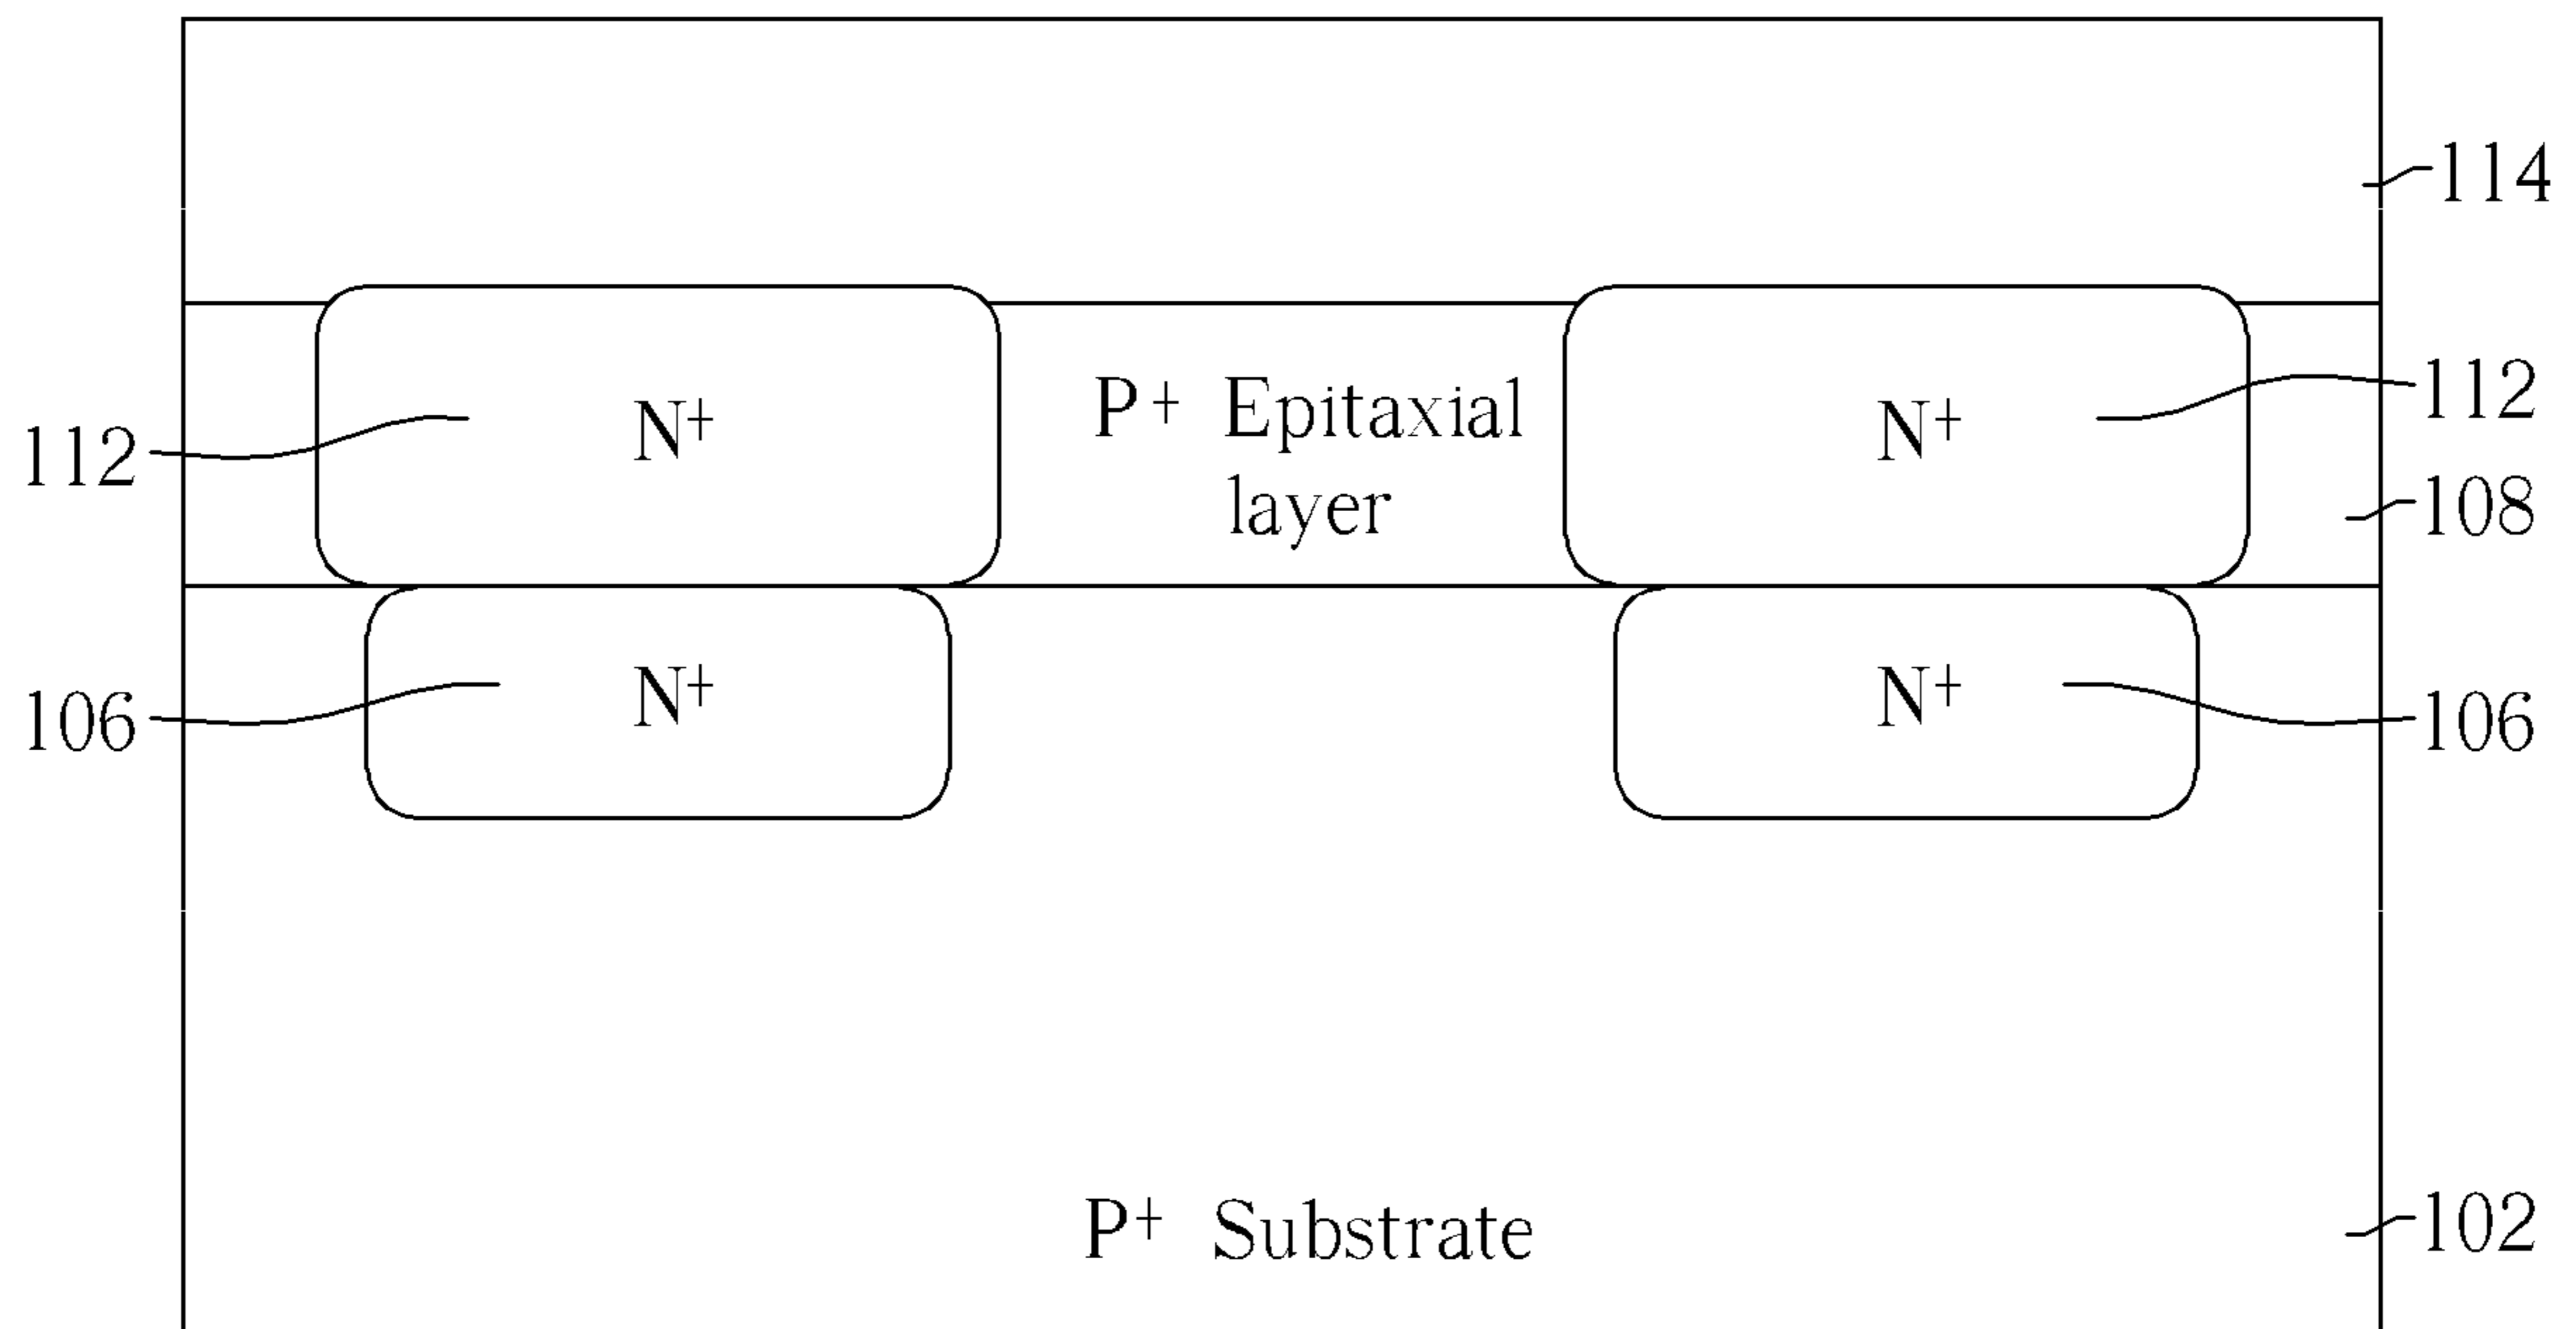 114
P+ Epitaxial
layer
N+
N+
112
112
108
N+
N+
106
106
P+ Substrate
102